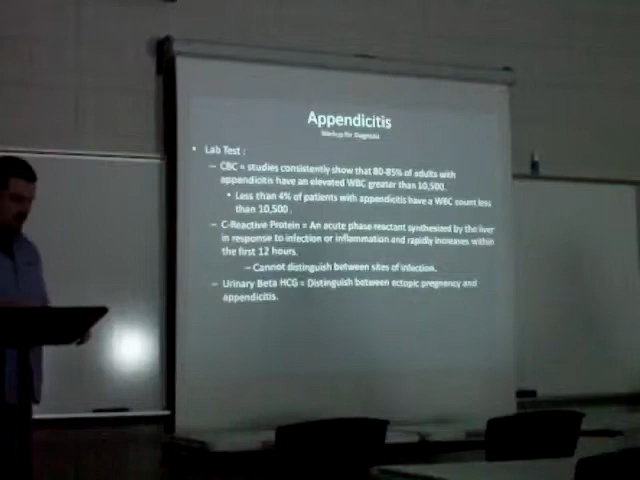 Appendicitis
Workup for Diagnosis
• Lab Test :
– CBC = studies consistently show that 80-85% of adults with
appendicitis have an elevated WBC greater than 10,500.
• Less than 4% of patients with appendicitis have a WBC count less
than 10,500 .
– C-Reactive Protein = An acute phase reactant synthesized by the liver
in response to infection or inflammation and rapidly increases within
the first 12 hours.
– Cannot distinguish between sites of infection.
– Urinary Beta HCG = Distinguish between ectopic pregnancy and
appendicitis.